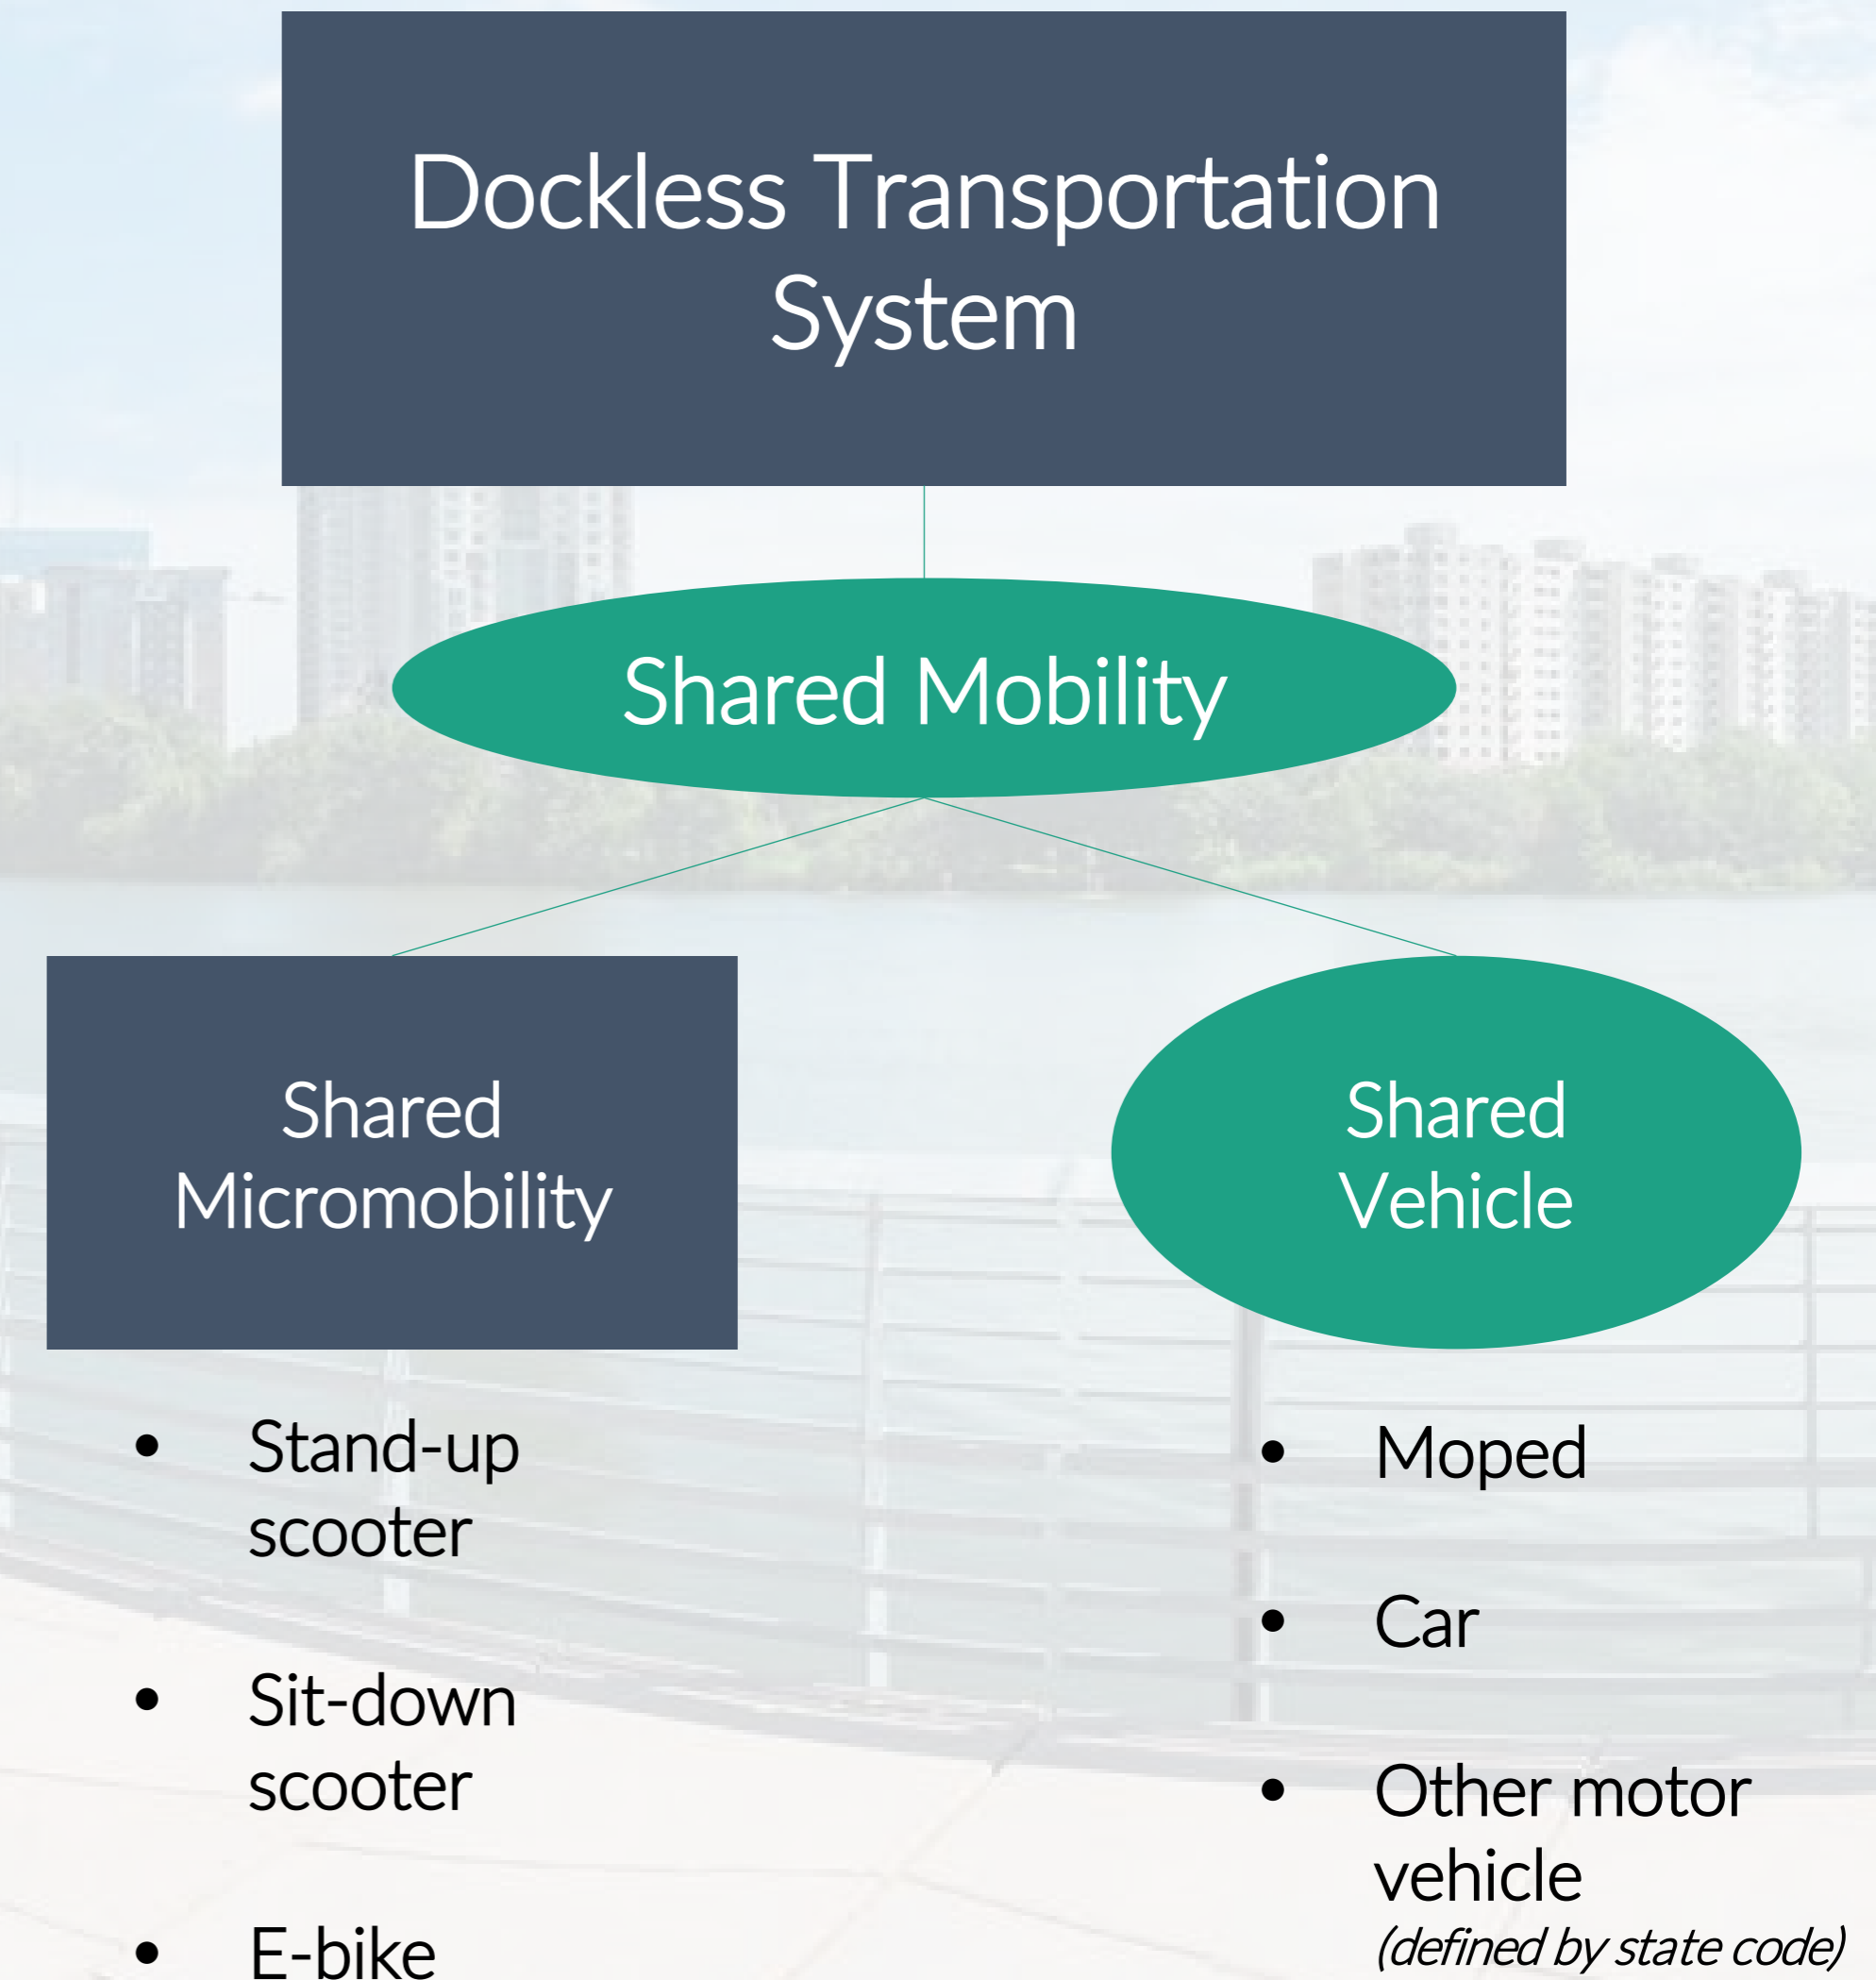 Dockless Transportation
System
Shared Mobility
Shared
Micromobility
• Stand-up
scooter
• Sit-down
scooter
• E-bike
Shared
Vehicle
• Moped
• Car
• Other motor
vehicle
(defined by state code)